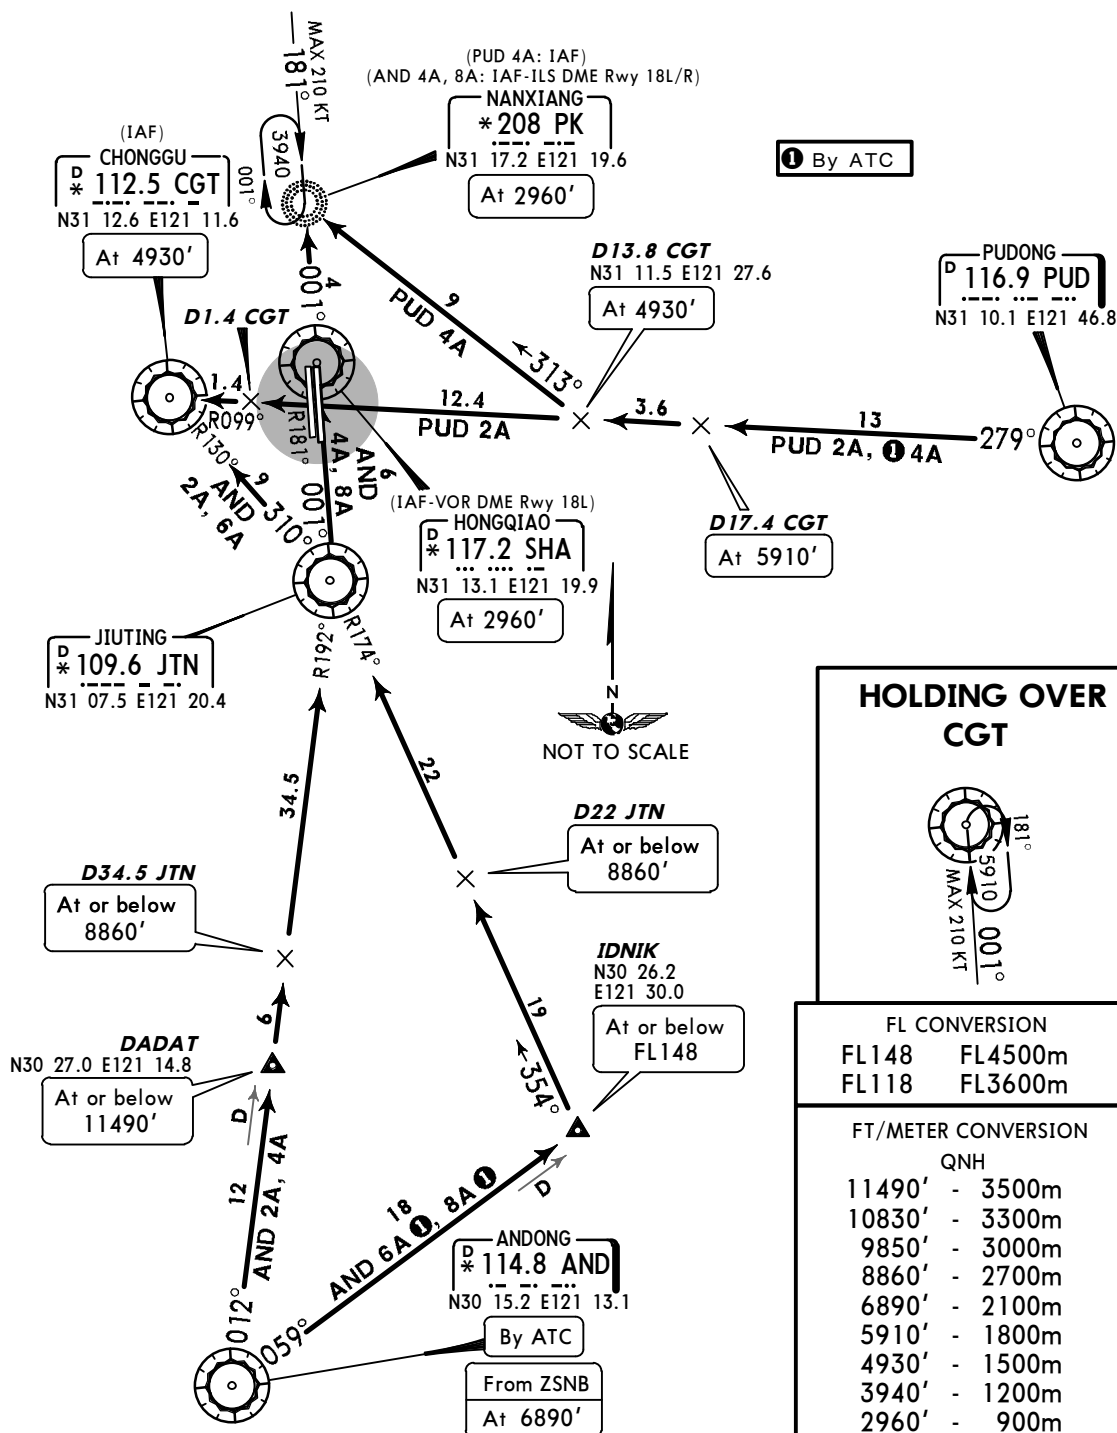 MAX 210 KT
181°
3940
001°
(PUD 4A: IAF)
(AND 4A, 8A: IAF-ILS DME Rwy 18L/R)
NANXIANG
* 208 PK
N31 17.2 E121 19.6
At 2960'
1 By ATC
(IAF)
CHONGGU
D
* 112.5 CGT
N31 12.6 E121 11.6
At 4930'
D13.8 CGT
N31 11.5 E121 27.6
At 4930'
PUDONG
D 116.9 PUD
N31 10.1 E121 46.8
4
001°
9
PUD 4A
313°
D1.4 CGT
1.4
R099°
12.4
PUD 2A
3.6
13
PUD 2A, 1 4A
279°
R130°
9
AND
2A, 6A
310°
R181°
001°
6
AND
4A, 8A
(IAF-VOR DME Rwy 18L)
HONGQIAO
D
* 117.2 SHA
N31 13.1 E121 19.9
At 2960'
D17.4 CGT
At 5910'
JIUTING
D
* 109.6 JTN
N31 07.5 E121 20.4
R192°
R174°
N
NOT TO SCALE
HOLDING OVER
CGT
181°
5910
MAX 210 KT
001°
34.5
22
D22 JTN
At or below
8860'
D34.5 JTN
At or below
8860'
IDNIK
N30 26.2
E121 30.0
At or below
FL148
19
354°
6
DADAT
N30 27.0 E121 14.8
At or below
11490'
D
12
AND 2A, 4A
012°
D
18
AND 6A 1, 8A 1
059°
ANDONG
D
* 114.8 AND
N30 15.2 E121 13.1
By ATC
From ZSNB
At 6890'
FL CONVERSION
FL148 FL4500m
FL118 FL3600m
FT/METER CONVERSION
QNH
11490' - 3500m
10830' - 3300m
9850' - 3000m
8860' - 2700m
6890' - 2100m
5910' - 1800m
4930' - 1500m
3940' - 1200m
2960' - 900m